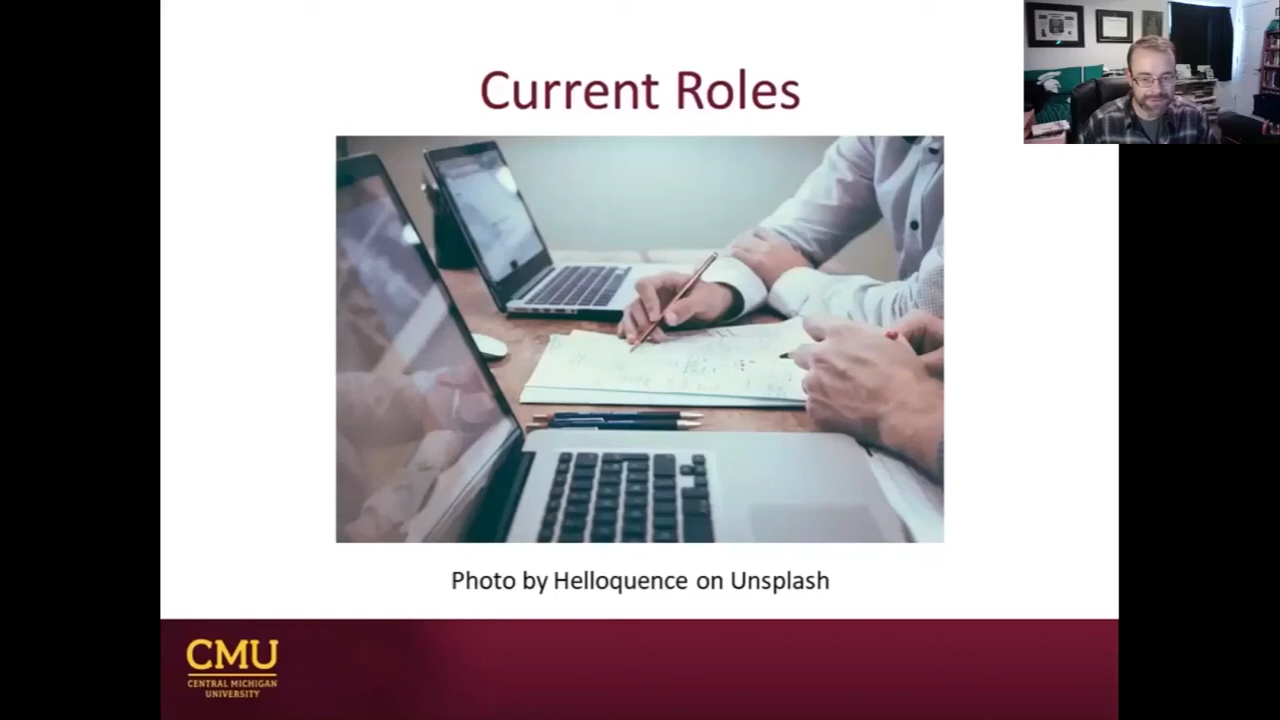 Current Roles
Photo by Helloquence on Unsplash
CMU
CENTRAL MICHIGAN
UNIVERSITY